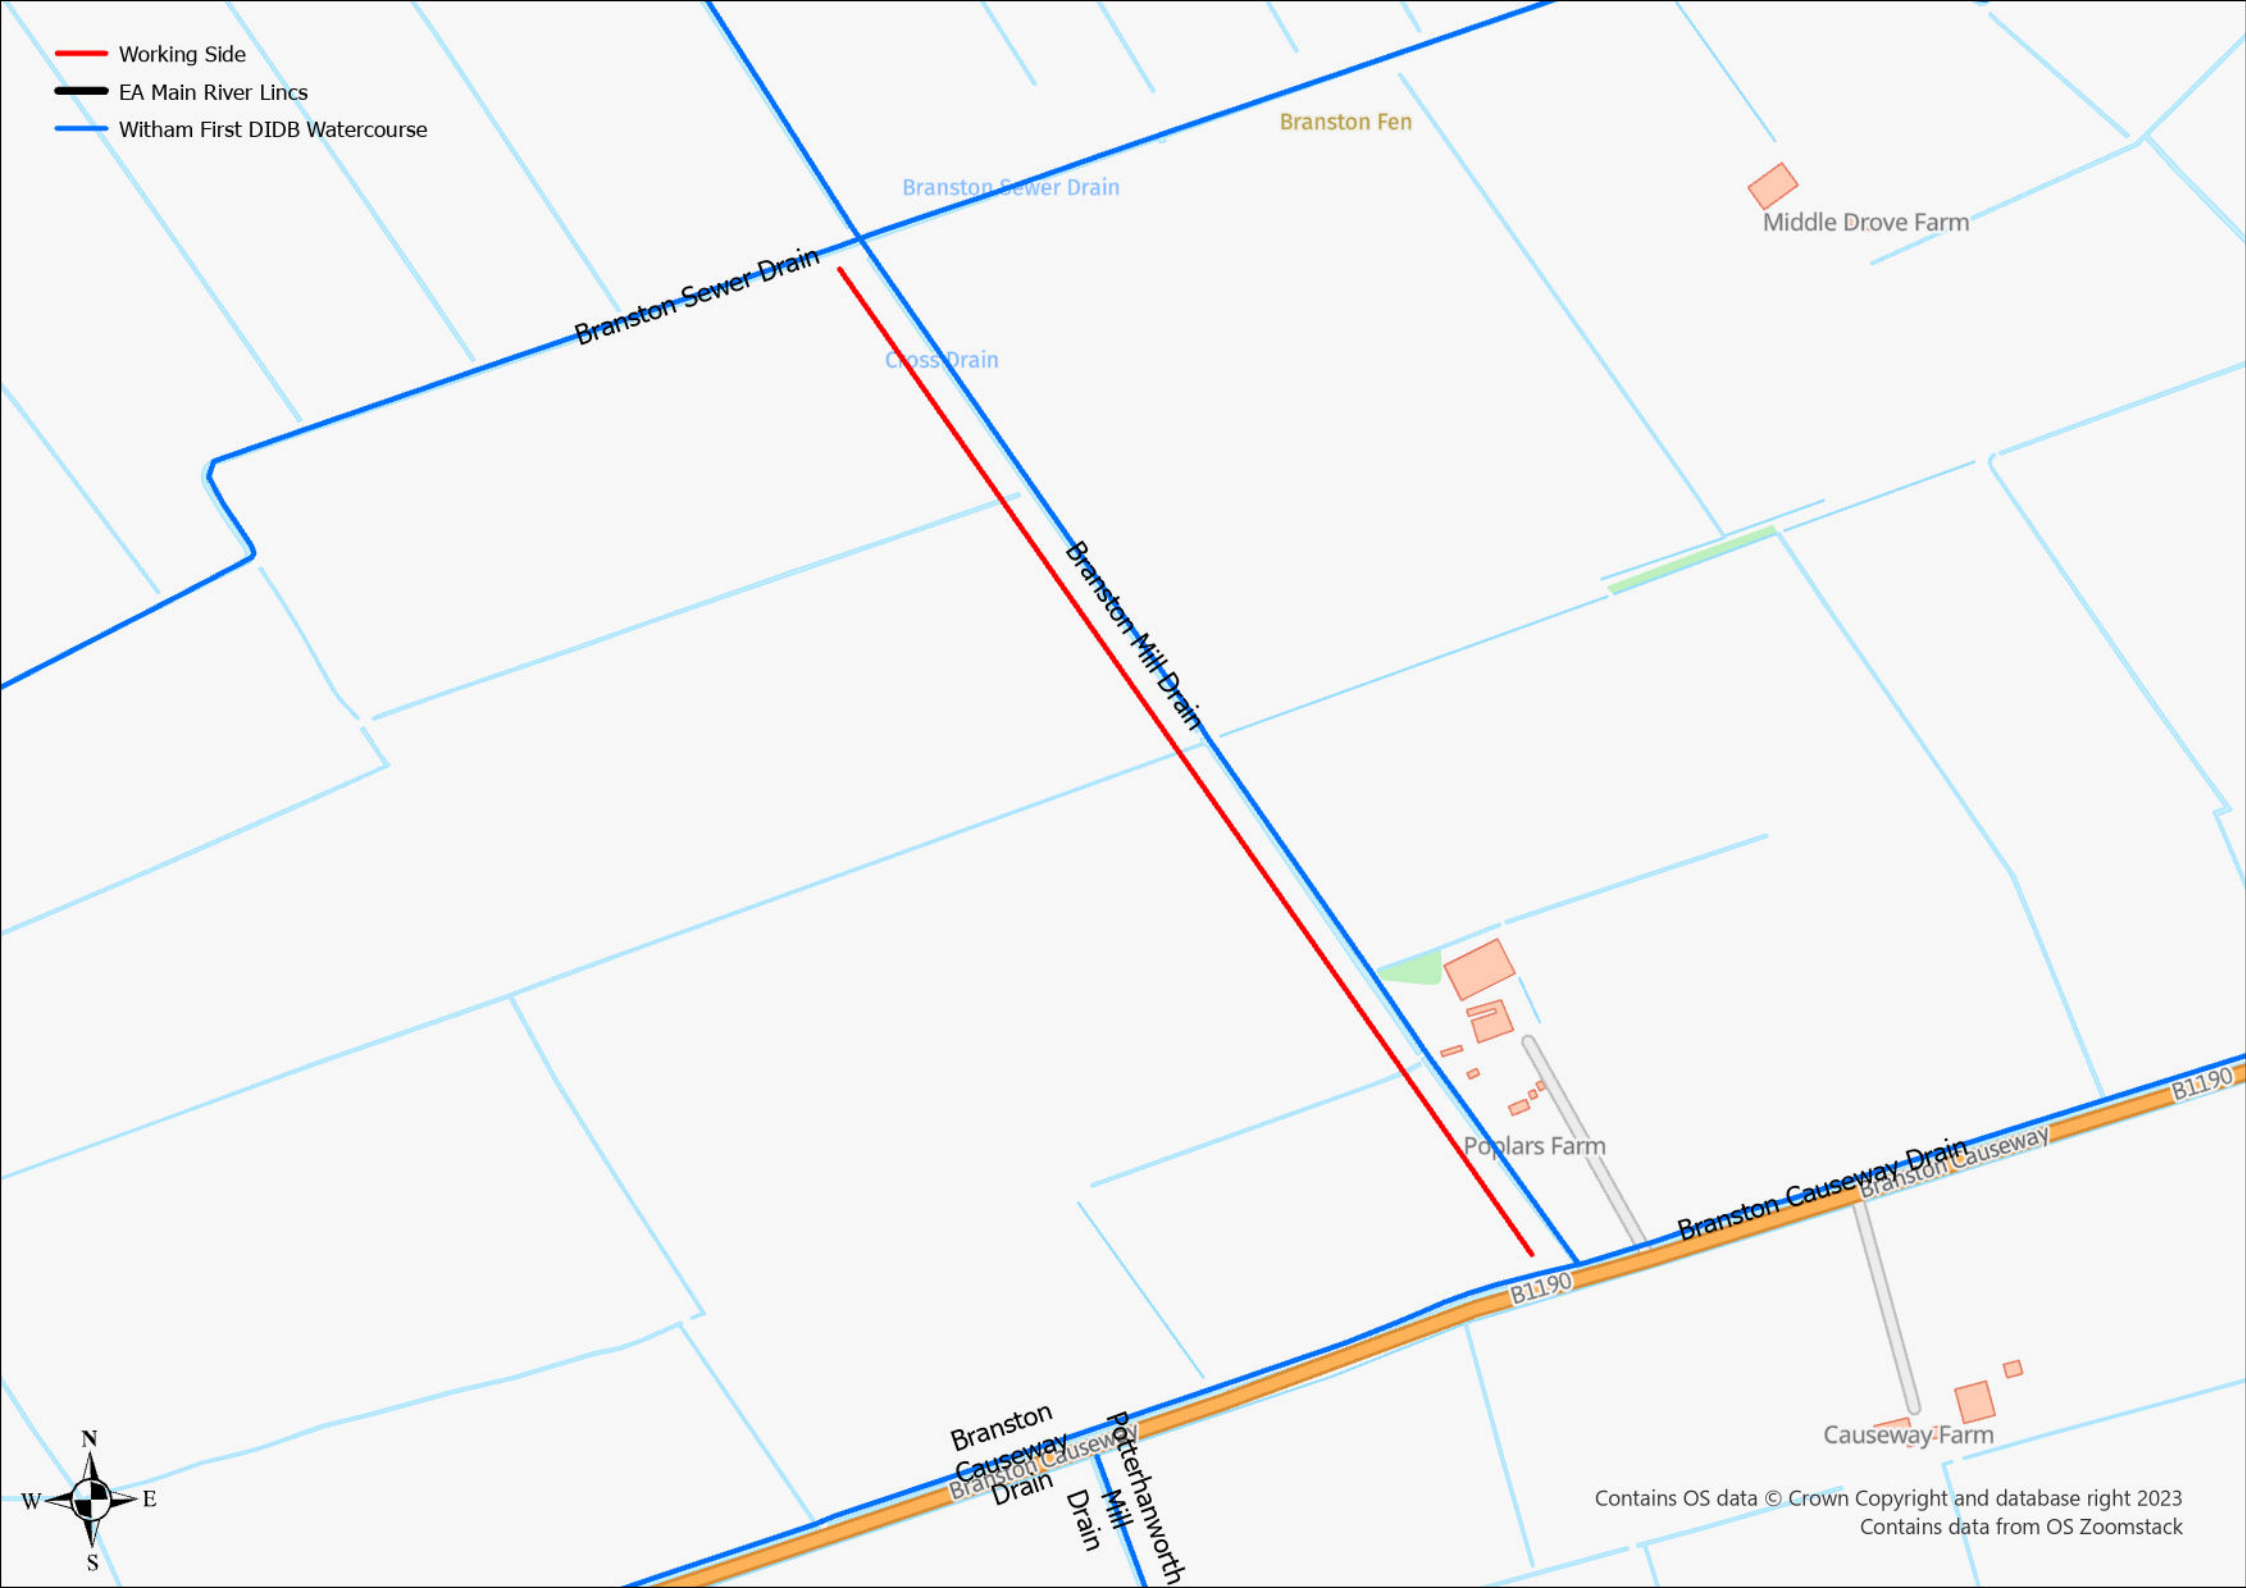 Working Side
EA Main River Lincs
Witham First DIDB Watercourse
Branston Fen
Branston Sewer Drain
Middle Drove Farm
Branston Sewer Drain
Cross Drain
Branston Mill Drain
B1190
Poplars Farm
Branston Causeway Drain
Branston Causeway
B1190
Branston
Causeway
Drain
Branston Causeway
Potterhanworth
Mill
Drain
Causeway Farm
N
W
E
S
Contains OS data © Crown Copyright and database right 2023
Contains data from OS Zoomstack